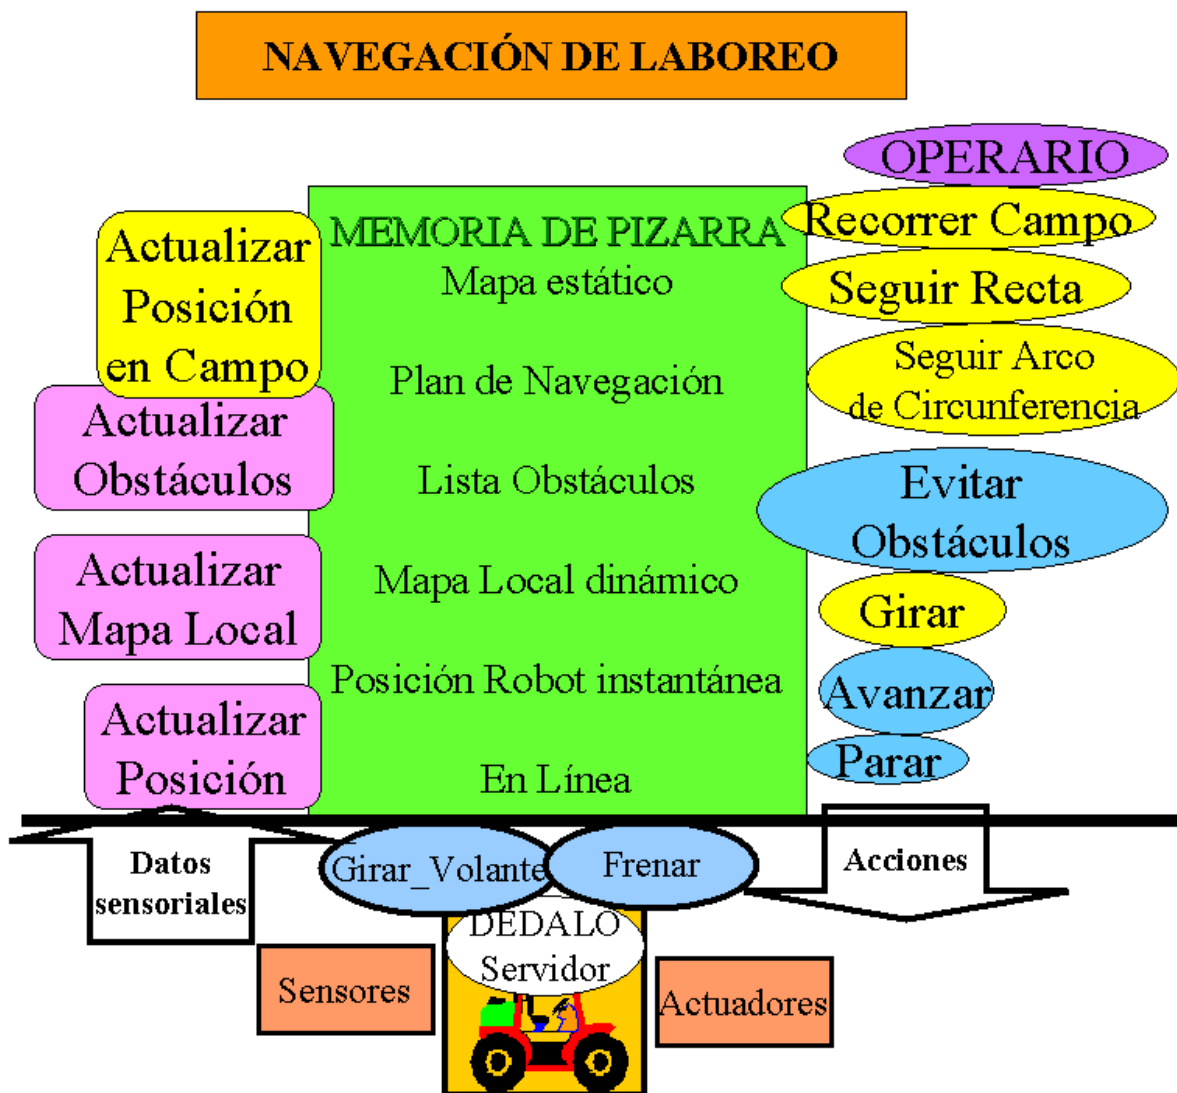 NAVEGACIÓN DE LABOREO
OPERARIO
Actualizar
Posición
en Campo
Actualizar
Obstáculos
Actualizar
Mapa Local
Actualizar
Posición
MEMORIA DE PIZARRA
Mapa estático
Plan de Navegación
Lista Obstáculos
Mapa Local dinámico
Posición Robot instantánea
En Línea
Recorrer Campo
Seguir Recta
Seguir Arco
de Circunferencia
Evitar
Obstáculos
Girar
Avanzar
Parar
Datos
sensoriales
Girar_Volante
Frenar
Acciones
DÉDALO
Servidor
Sensores
Actuadores